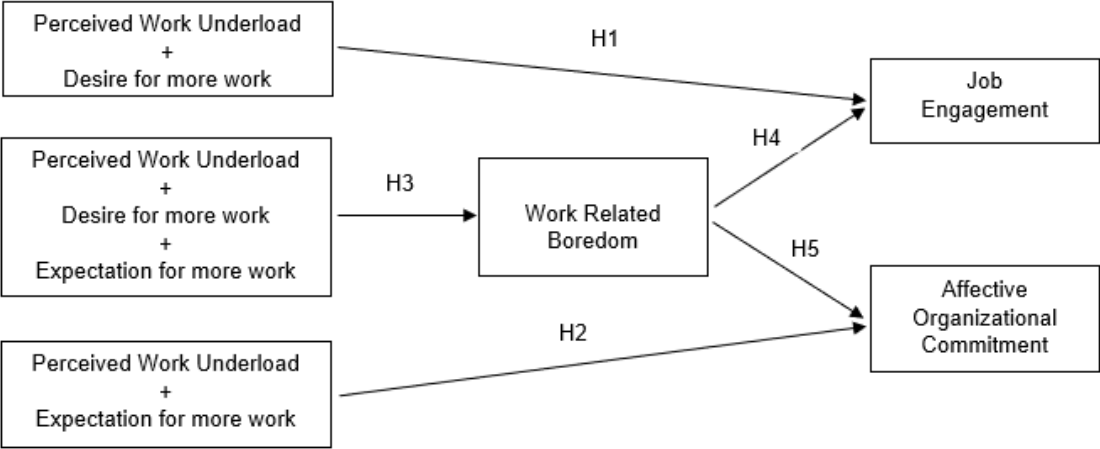 Perceived Work Underload
+
Desire for more work
H1
Job
Engagement
Perceived Work Underload
+
Desire for more work
+
Expectation for more work
H3
Work Related
Boredom
H4
H5
Affective
Organizational
Commitment
Perceived Work Underload
+
Expectation for more work
H2